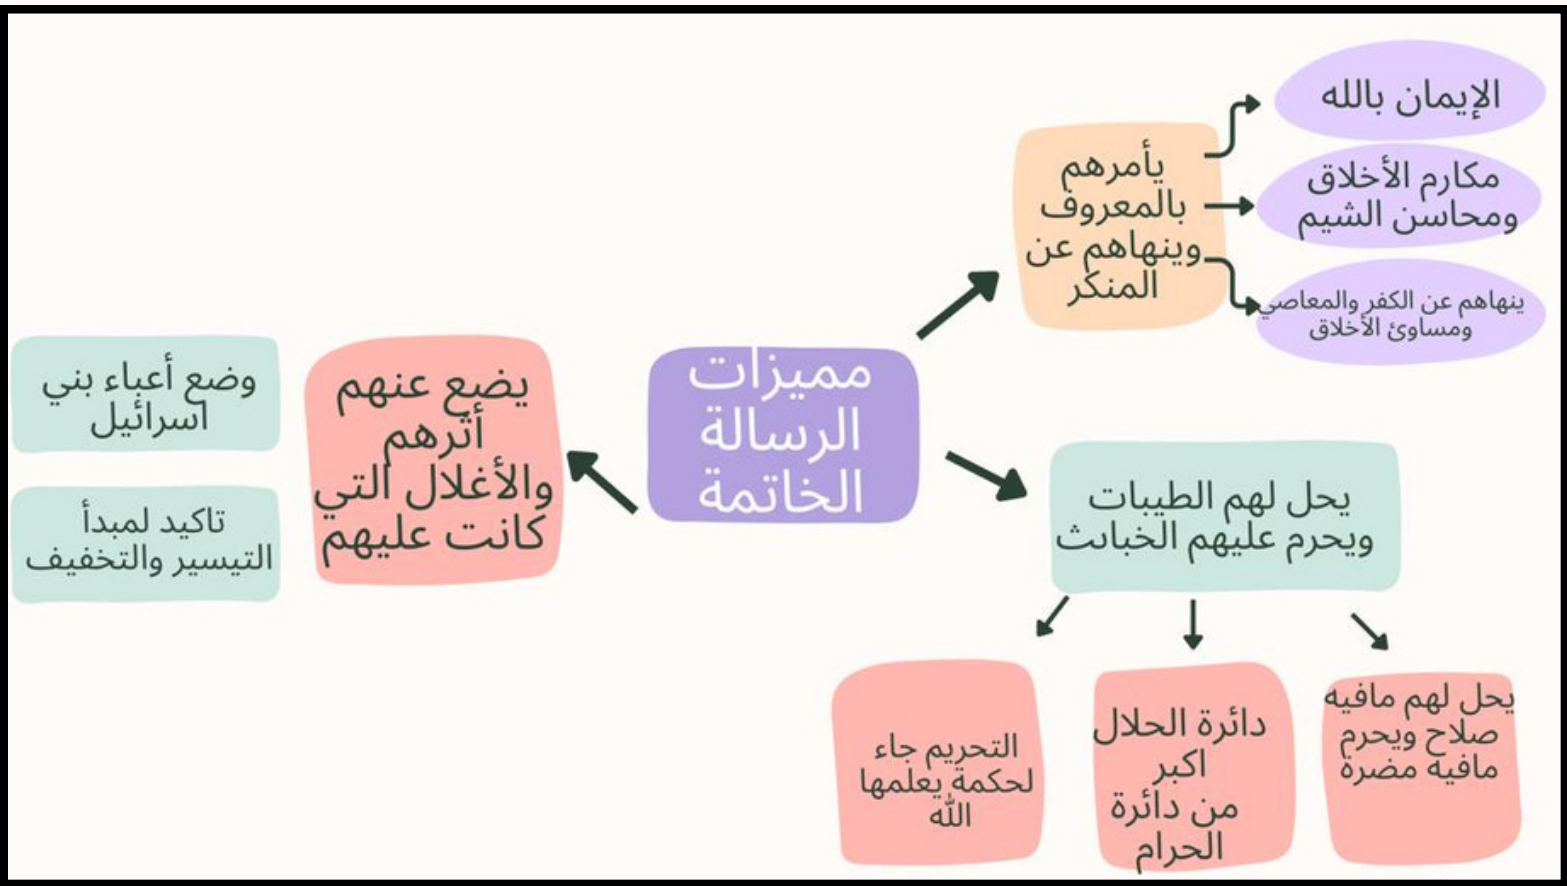 مميزات
الرسالة
الخاتمة
يأمرهم
بالمعروف
وينهاهم عن
المنكر
الإيمان بالله
مكارم الأخلاق
ومحاسن الشيم
ينهاهم عن الكفر والمعاصي
ومساوئ الأخلاق
يحل لهم الطيبات
ويحرم عليهم الخبائث
يحل لهم مافيه
صلاح ويحرم
مافيه مضرة
دائرة الحلال
اكبر
من دائرة
الحرام
التحريم جاء
لحكمة يعلمها
الله
يضع عنهم
أثرهم
والأغلال التي
كانت عليهم
وضع أعباء بني
اسرائيل
تاكيد لمبدأ
التيسير والتخفيف